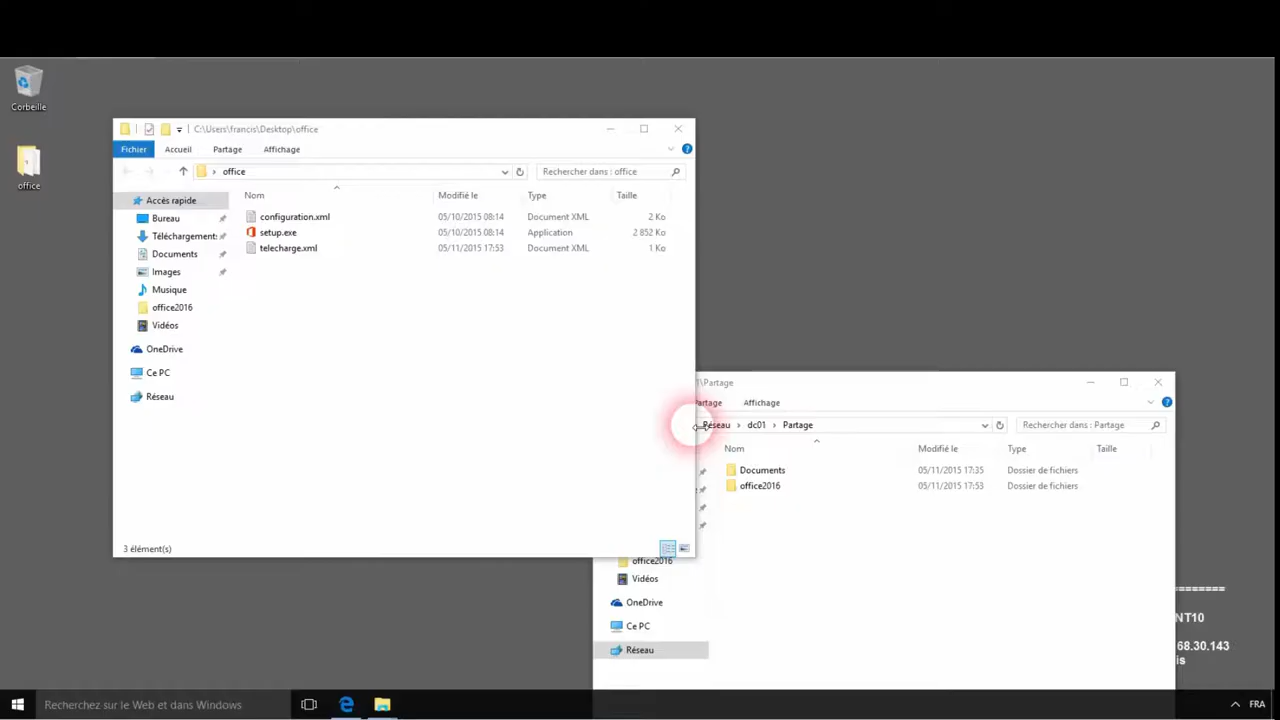 Corbeille
office
C:\Users\francis\Desktop\office
Fichier Accueil Partage Affichage
office
Rechercher dans : office
Accès rapide
Bureau
Téléchargements
Documents
Images
Musique
office2016
Vidéos
OneDrive
Ce PC
Réseau
Nom Modifié le Type Taille
configuration.xml 05/10/2015 08:14 Document XML 2 Ko
setup.exe 05/10/2015 08:14 Application 2 852 Ko
telecharge.xml 05/11/2015 17:53 Document XML 1 Ko
3 élément(s)
\Partage
Partage Affichage
Réseau dc01 Partage
Rechercher dans : Partage
Nom Modifié le Type Taille
Documents 05/11/2015 17:35 Dossier de fichiers
office2016 05/11/2015 17:53 Dossier de fichiers
office2016
Vidéos
OneDrive
Ce PC
Réseau
========
NT10
68.30.143
is
Recherchez sur le Web et dans Windows
FRA